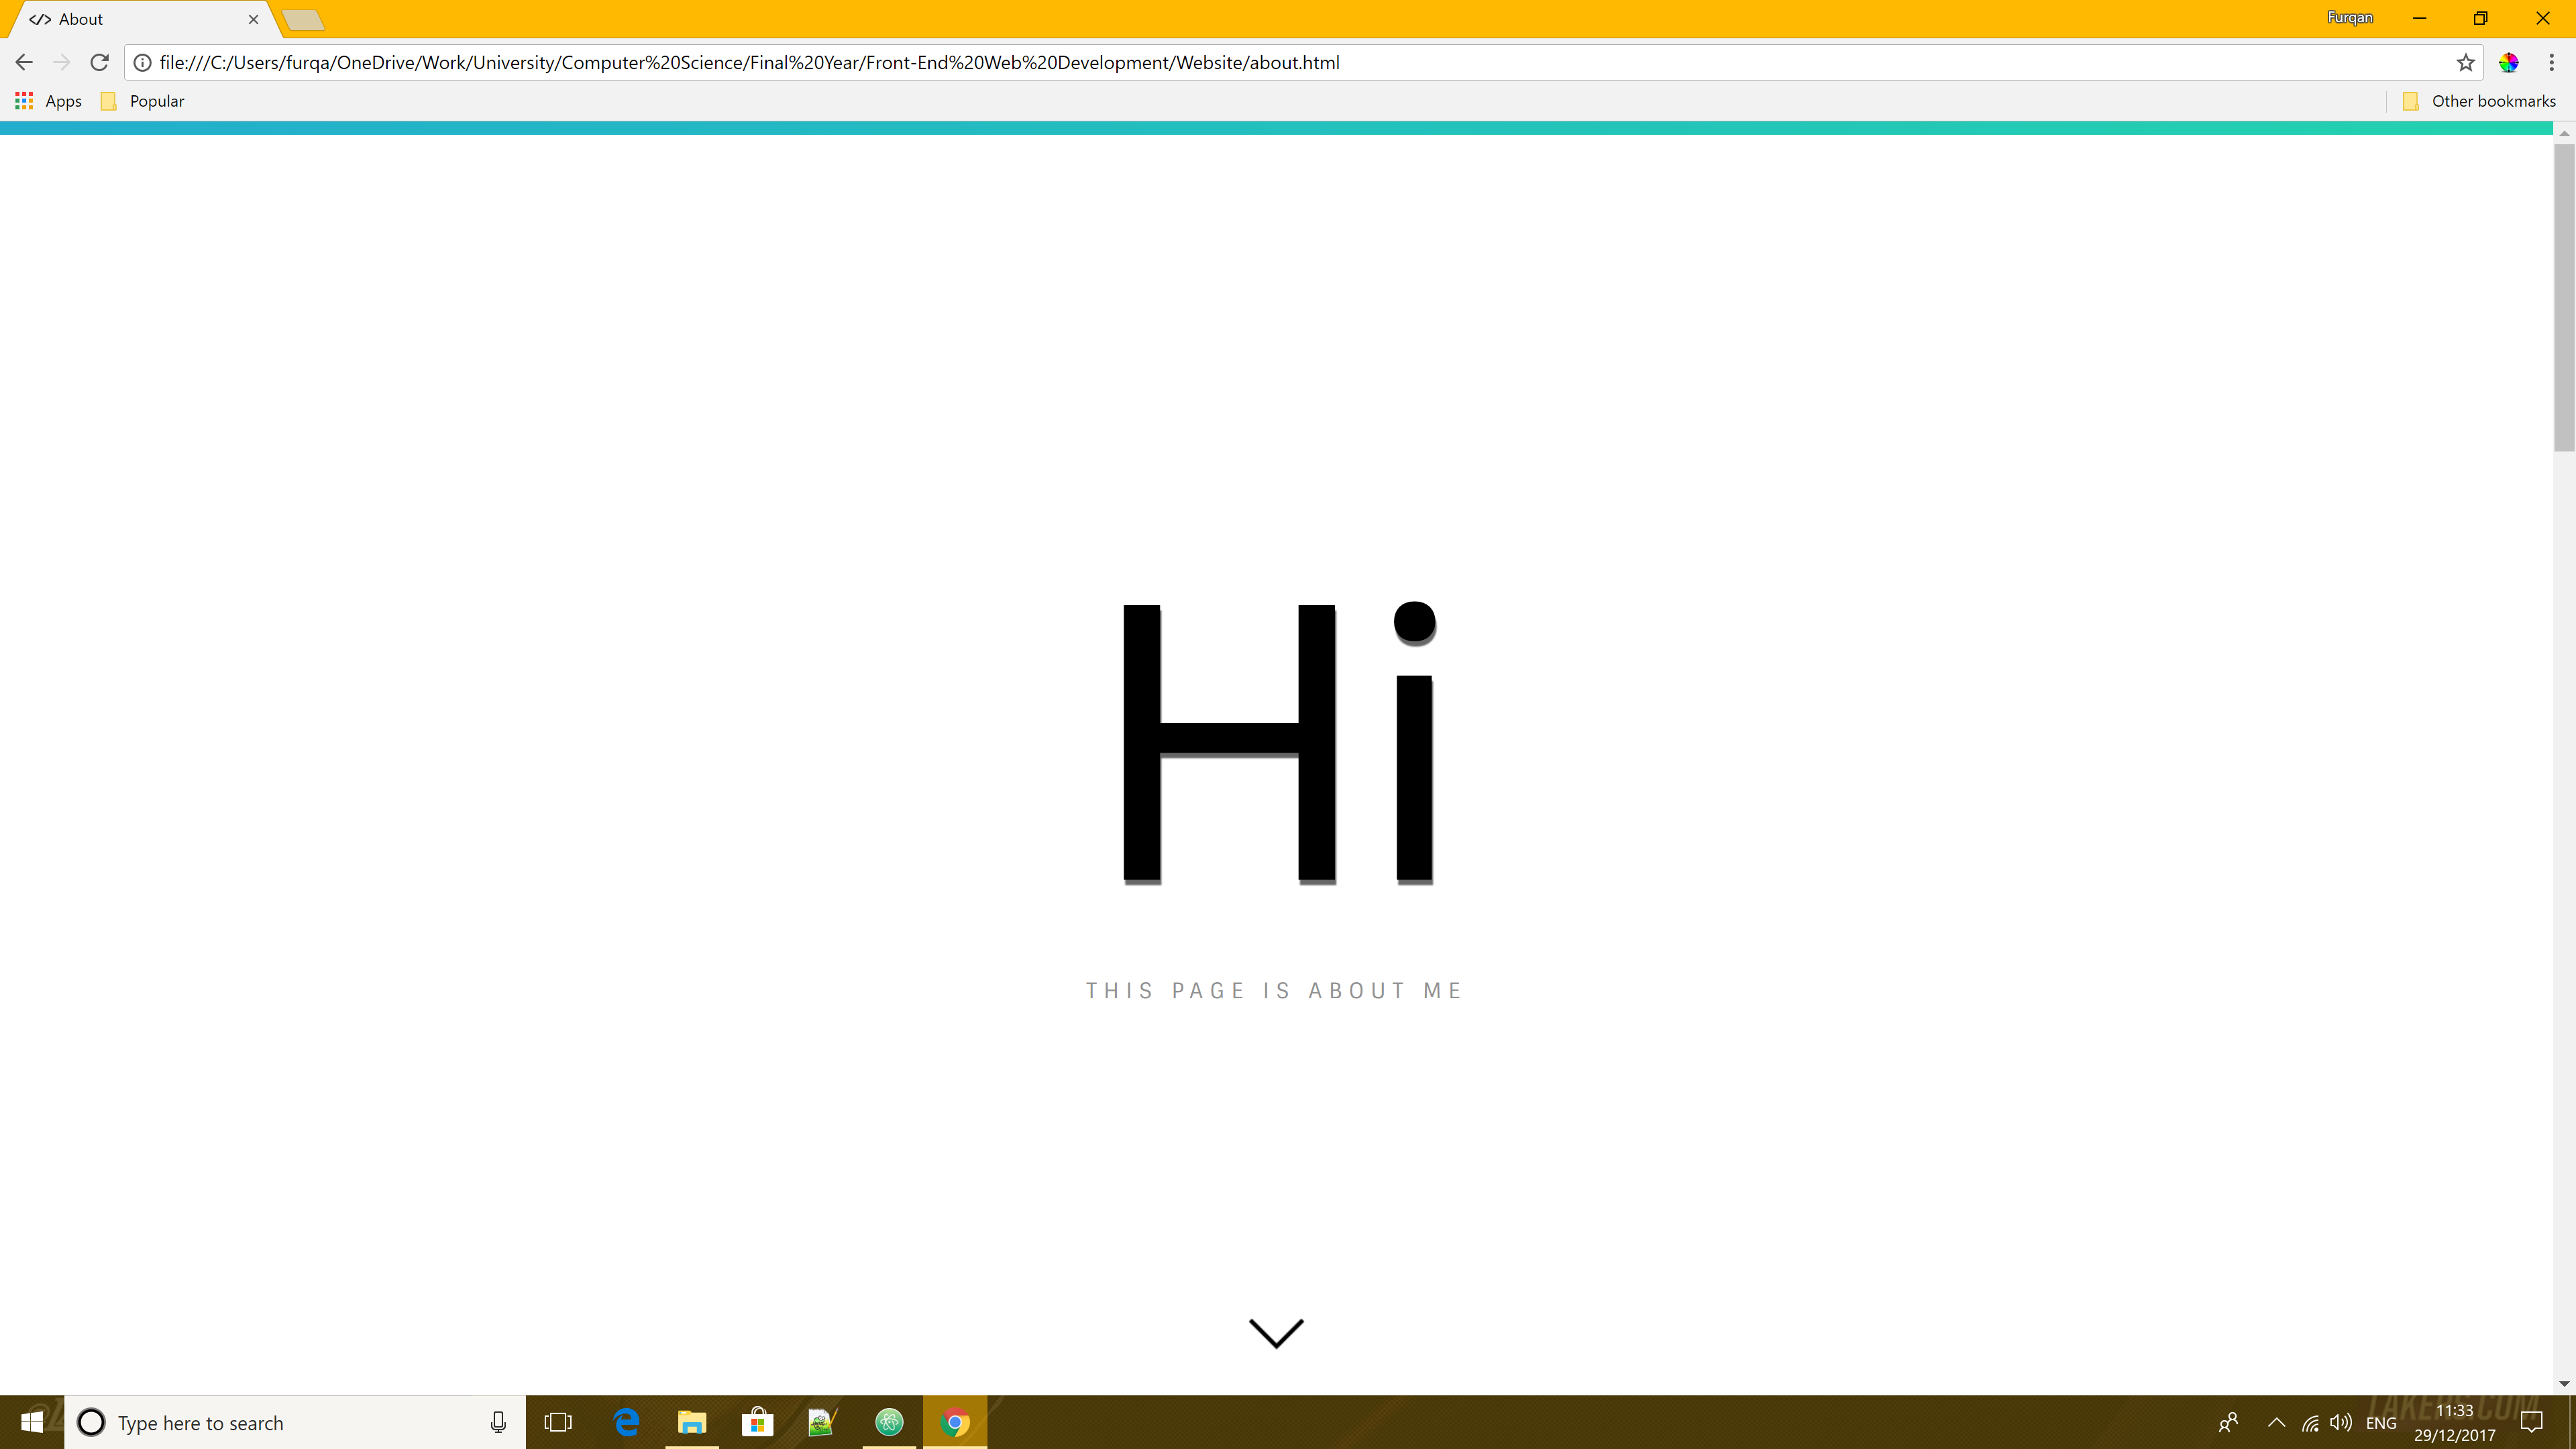 </> About
Furqan
file:///C:/Users/furqa/OneDrive/Work/University/Computer%20Science/Final%20Year/Front-End%20Web%20Development/Website/about.html
Apps Popular Other bookmarks
Hi
THIS PAGE IS ABOUT ME
Type here to search
ENG
LAKERS.COM
11:33
29/12/2017